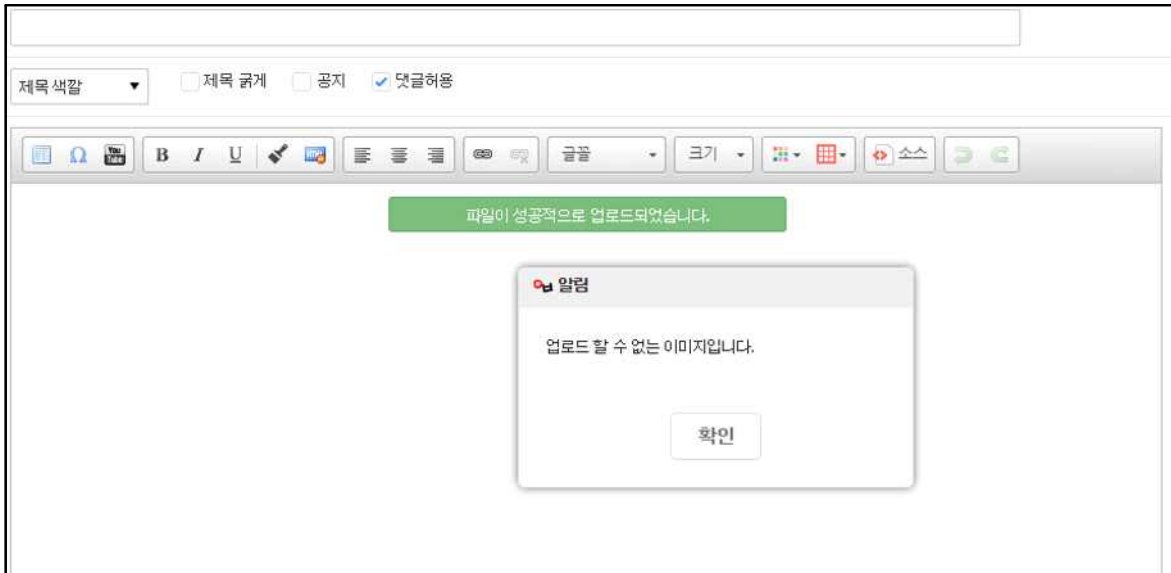 제목색깔 제목 굵게 공지 댓글허용
Ω You Tube B I U 글꼴 크기 소스
파일이 성공적으로 업로드되었습니다.
알림
업로드 할 수 없는 이미지입니다.
확인